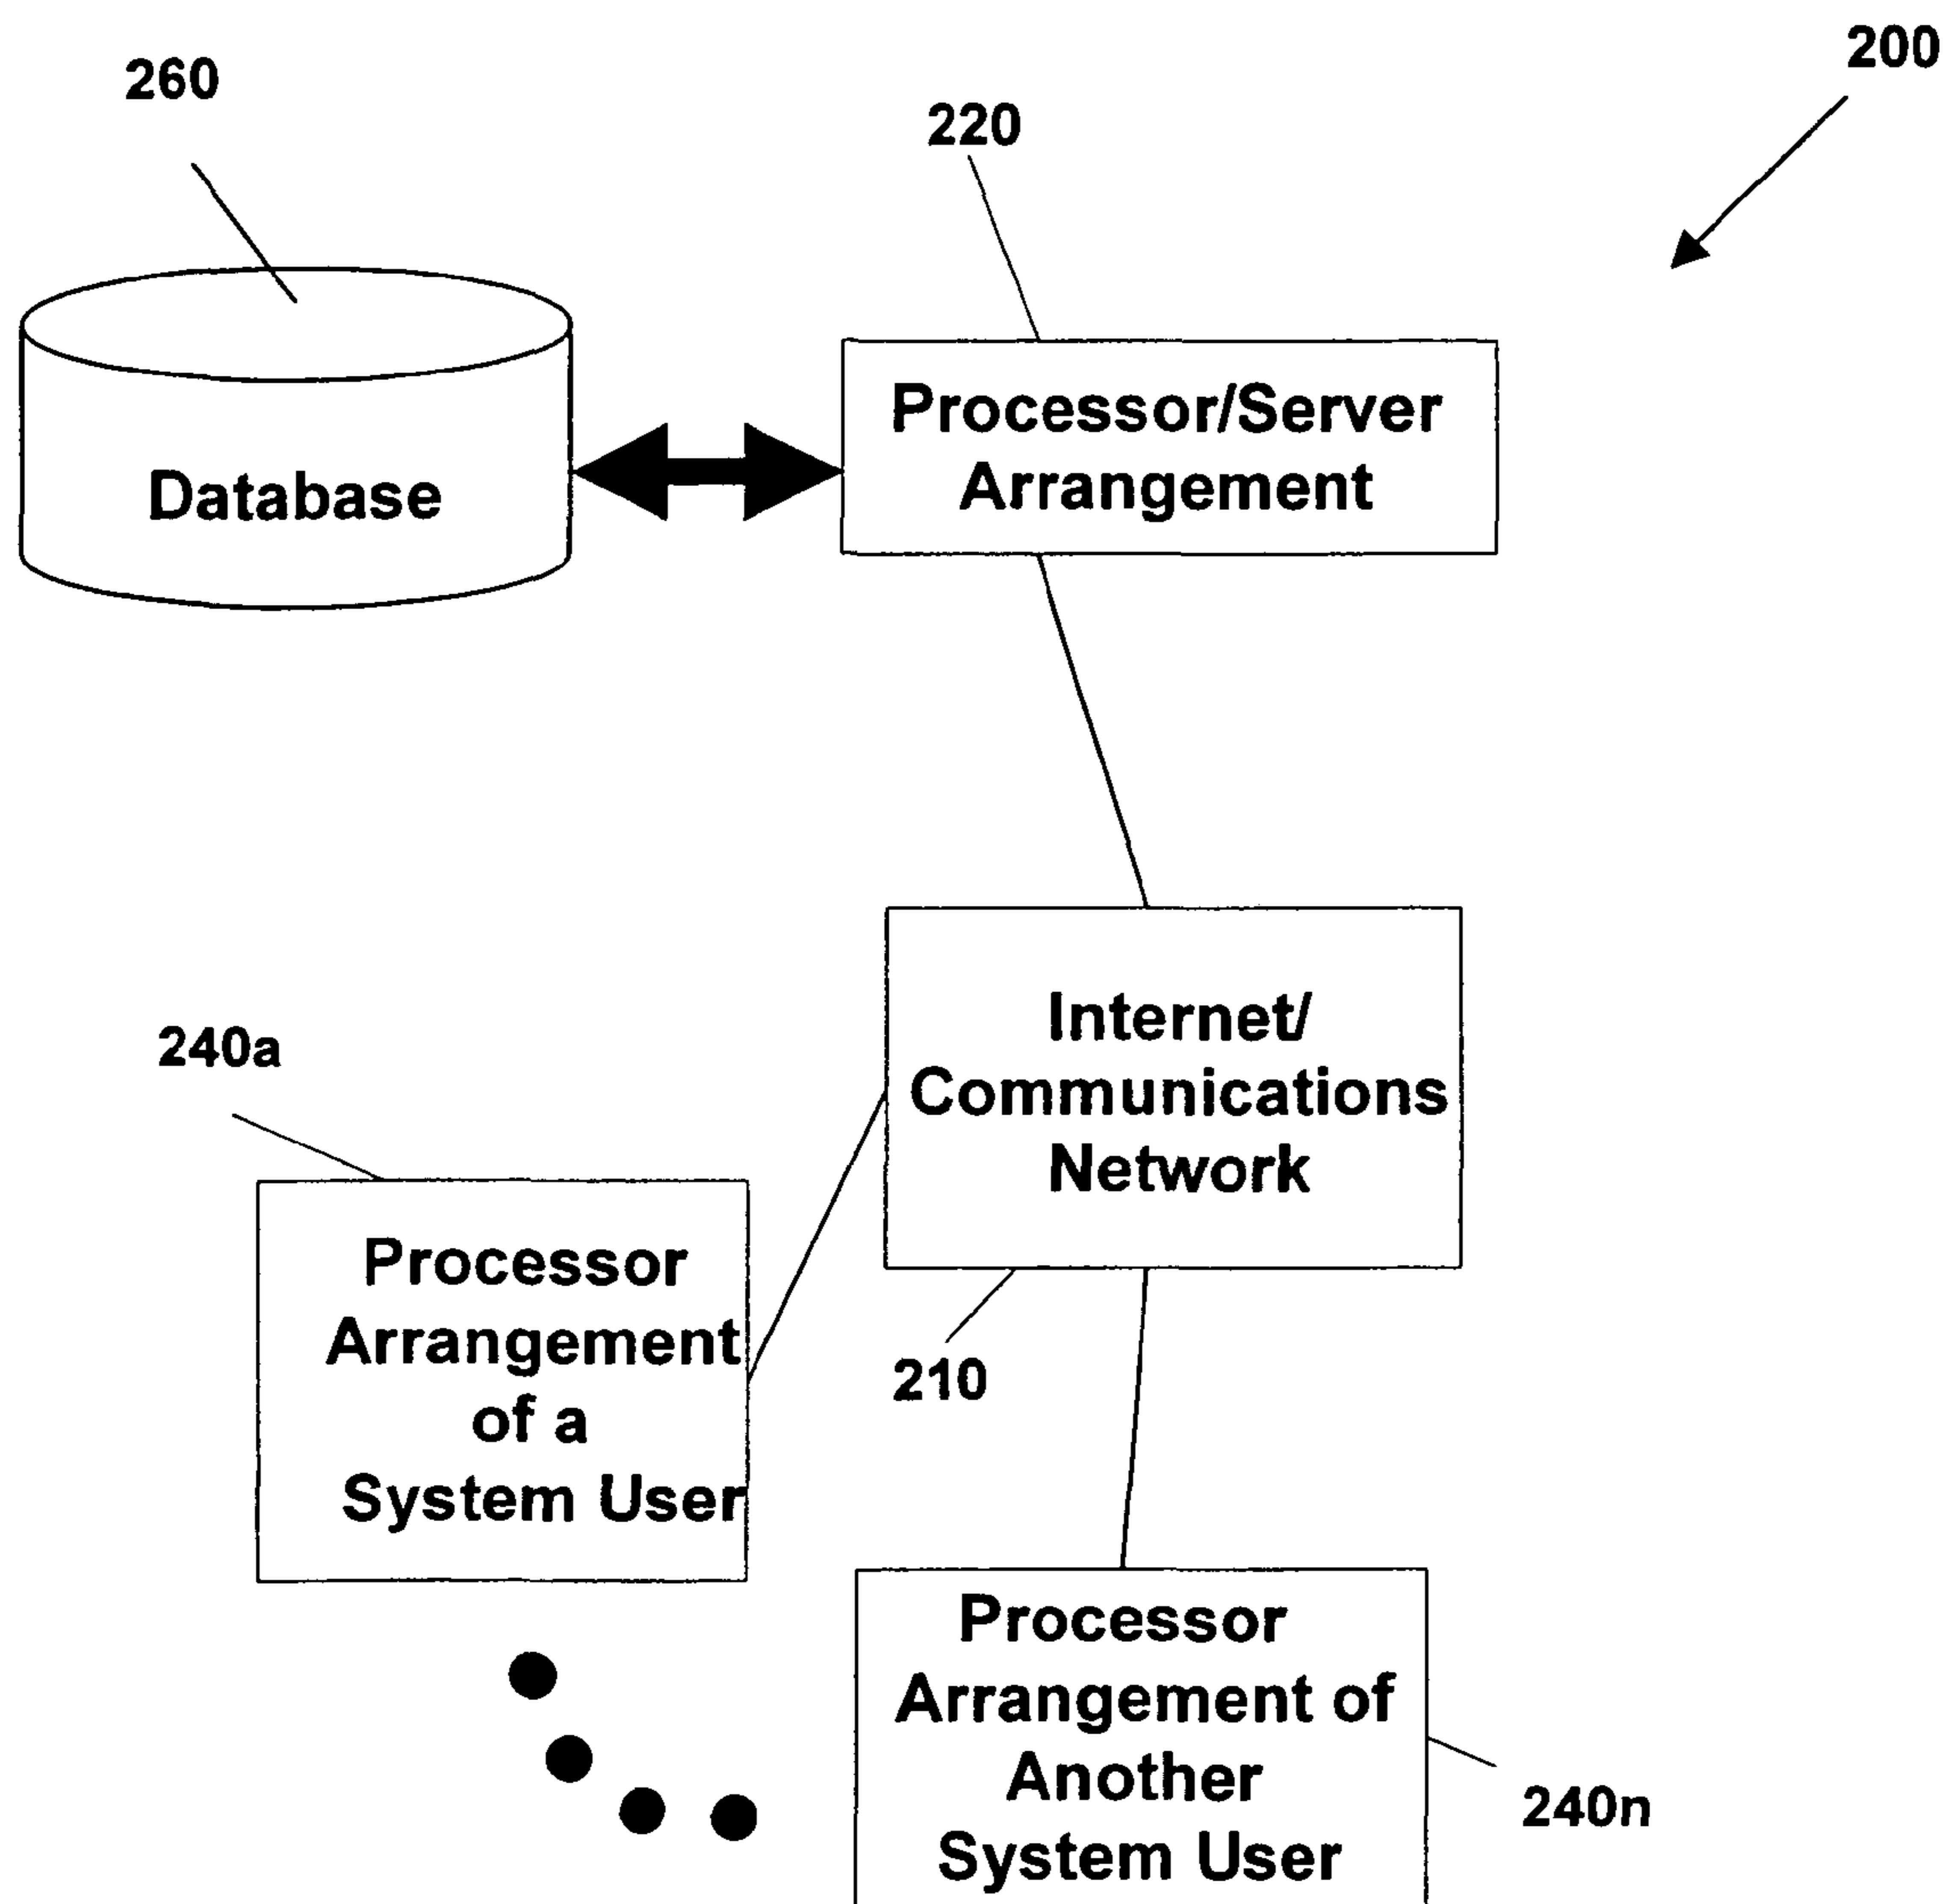 200
260
220
Processor/Server
Arrangement
Database
Internet/
Communications
Network
240a
Processor
Arrangement
of a
System User
210
Processor
Arrangement of
Another
System User
240n